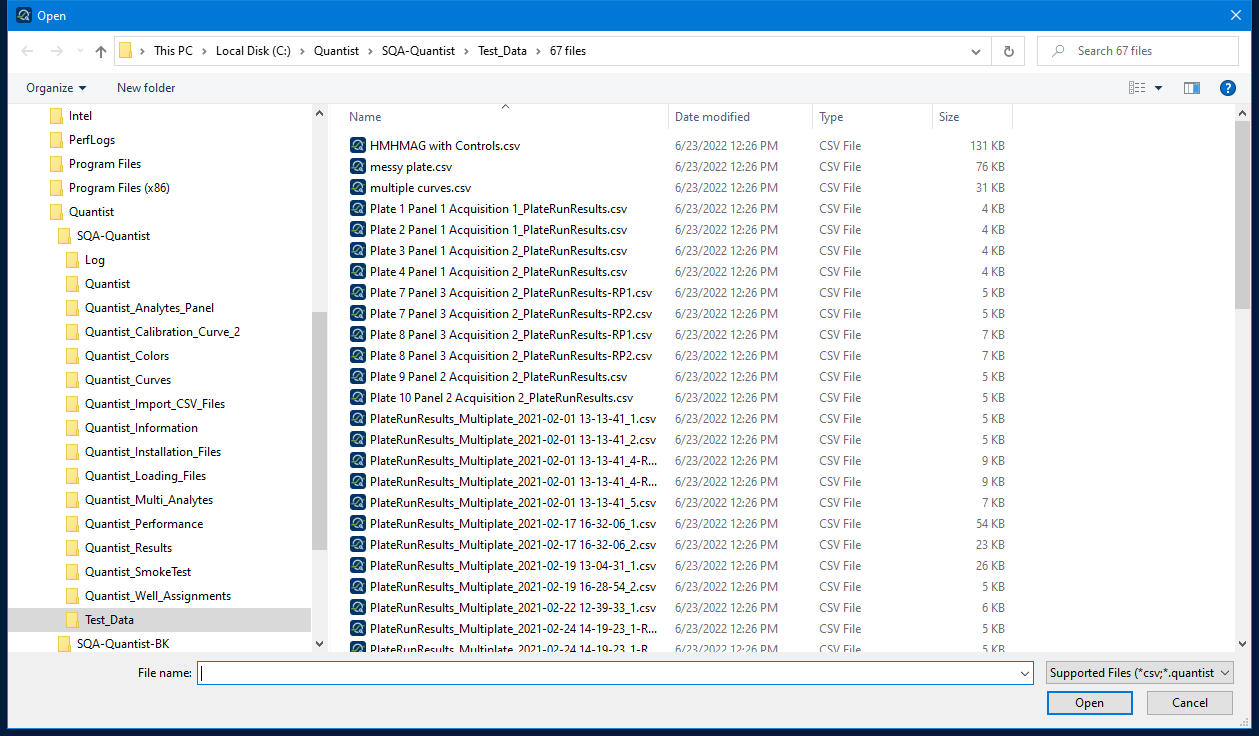 Open
This PC > Local Disk (C:) > Quantist > SQA-Quantist > Test_Data > 67 files
Search 67 files
Organize
New folder
?
Intel
PerfLogs
Program Files
Program Files (x86)
Quantist
SQA-Quantist
Log
Quantist
Quantist_Analytes_Panel
Quantist_Calibration_Curve_2
Quantist_Colors
Quantist_Curves
Quantist_Import_CSV_Files
Quantist_Information
Quantist_Installation_Files
Quantist_Loading_Files
Quantist_Multi_Analytes
Quantist_Performance
Quantist_Results
Quantist_SmokeTest
Quantist_Well_Assignments
Test_Data
SQA-Quantist-BK
Name Date modified Type Size
HMHMAG with Controls.csv 6/23/2022 12:26 PM CSV File 131 KB
messy plate.csv 6/23/2022 12:26 PM CSV File 76 KB
multiple curves.csv 6/23/2022 12:26 PM CSV File 31 KB
Plate 1 Panel 1 Acquisition 1_PlateRunResults.csv 6/23/2022 12:26 PM CSV File 4 KB
Plate 2 Panel 1 Acquisition 1_PlateRunResults.csv 6/23/2022 12:26 PM CSV File 4 KB
Plate 3 Panel 1 Acquisition 2_PlateRunResults.csv 6/23/2022 12:26 PM CSV File 4 KB
Plate 4 Panel 1 Acquisition 2_PlateRunResults.csv 6/23/2022 12:26 PM CSV File 4 KB
Plate 7 Panel 3 Acquisition 2_PlateRunResults-RP1.csv 6/23/2022 12:26 PM CSV File 5 KB
Plate 7 Panel 3 Acquisition 2_PlateRunResults-RP2.csv 6/23/2022 12:26 PM CSV File 5 KB
Plate 8 Panel 3 Acquisition 2_PlateRunResults-RP1.csv 6/23/2022 12:26 PM CSV File 7 KB
Plate 8 Panel 3 Acquisition 2_PlateRunResults-RP2.csv 6/23/2022 12:26 PM CSV File 7 KB
Plate 9 Panel 2 Acquisition 2_PlateRunResults.csv 6/23/2022 12:26 PM CSV File 5 KB
Plate 10 Panel 2 Acquisition 2_PlateRunResults.csv 6/23/2022 12:26 PM CSV File 5 KB
PlateRunResults_Multiplate_2021-02-01 13-13-41_1.csv 6/23/2022 12:26 PM CSV File 5 KB
PlateRunResults_Multiplate_2021-02-01 13-13-41_2.csv 6/23/2022 12:26 PM CSV File 5 KB
PlateRunResults_Multiplate_2021-02-01 13-13-41_4-R... 6/23/2022 12:26 PM CSV File 9 KB
PlateRunResults_Multiplate_2021-02-01 13-13-41_4-R... 6/23/2022 12:26 PM CSV File 9 KB
PlateRunResults_Multiplate_2021-02-01 13-13-41_5.csv 6/23/2022 12:26 PM CSV File 7 KB
PlateRunResults_Multiplate_2021-02-17 16-32-06_1.csv 6/23/2022 12:26 PM CSV File 54 KB
PlateRunResults_Multiplate_2021-02-17 16-32-06_2.csv 6/23/2022 12:26 PM CSV File 23 KB
PlateRunResults_Multiplate_2021-02-19 13-04-31_1.csv 6/23/2022 12:26 PM CSV File 26 KB
PlateRunResults_Multiplate_2021-02-19 16-28-54_2.csv 6/23/2022 12:26 PM CSV File 5 KB
PlateRunResults_Multiplate_2021-02-22 12-39-33_1.csv 6/23/2022 12:26 PM CSV File 6 KB
PlateRunResults_Multiplate_2021-02-24 14-19-23_1-R... 6/23/2022 12:26 PM CSV File 5 KB
PlateRunResults_Multiplate_2021-02-24 14-19-23_1-R... 6/23/2022 12:26 PM CSV File 5 KB
File name:
Supported Files (*csv;*.quantist
Open
Cancel